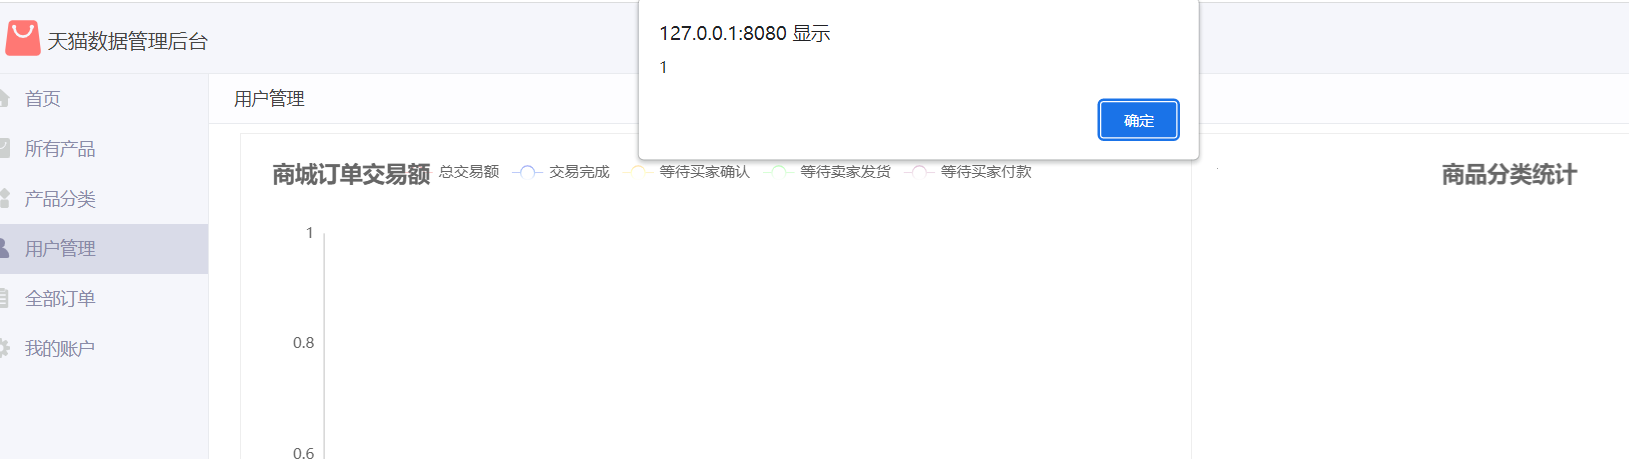 天猫数据管理后台
127.0.0.1:8080 显示
1
确定
首页
所有产品
产品分类
用户管理
全部订单
我的账户
用户管理
商城订单交易额
总交易额 交易完成 等待买家确认 等待卖家发货 等待买家付款
1
0.8
0.6
商品分类统计